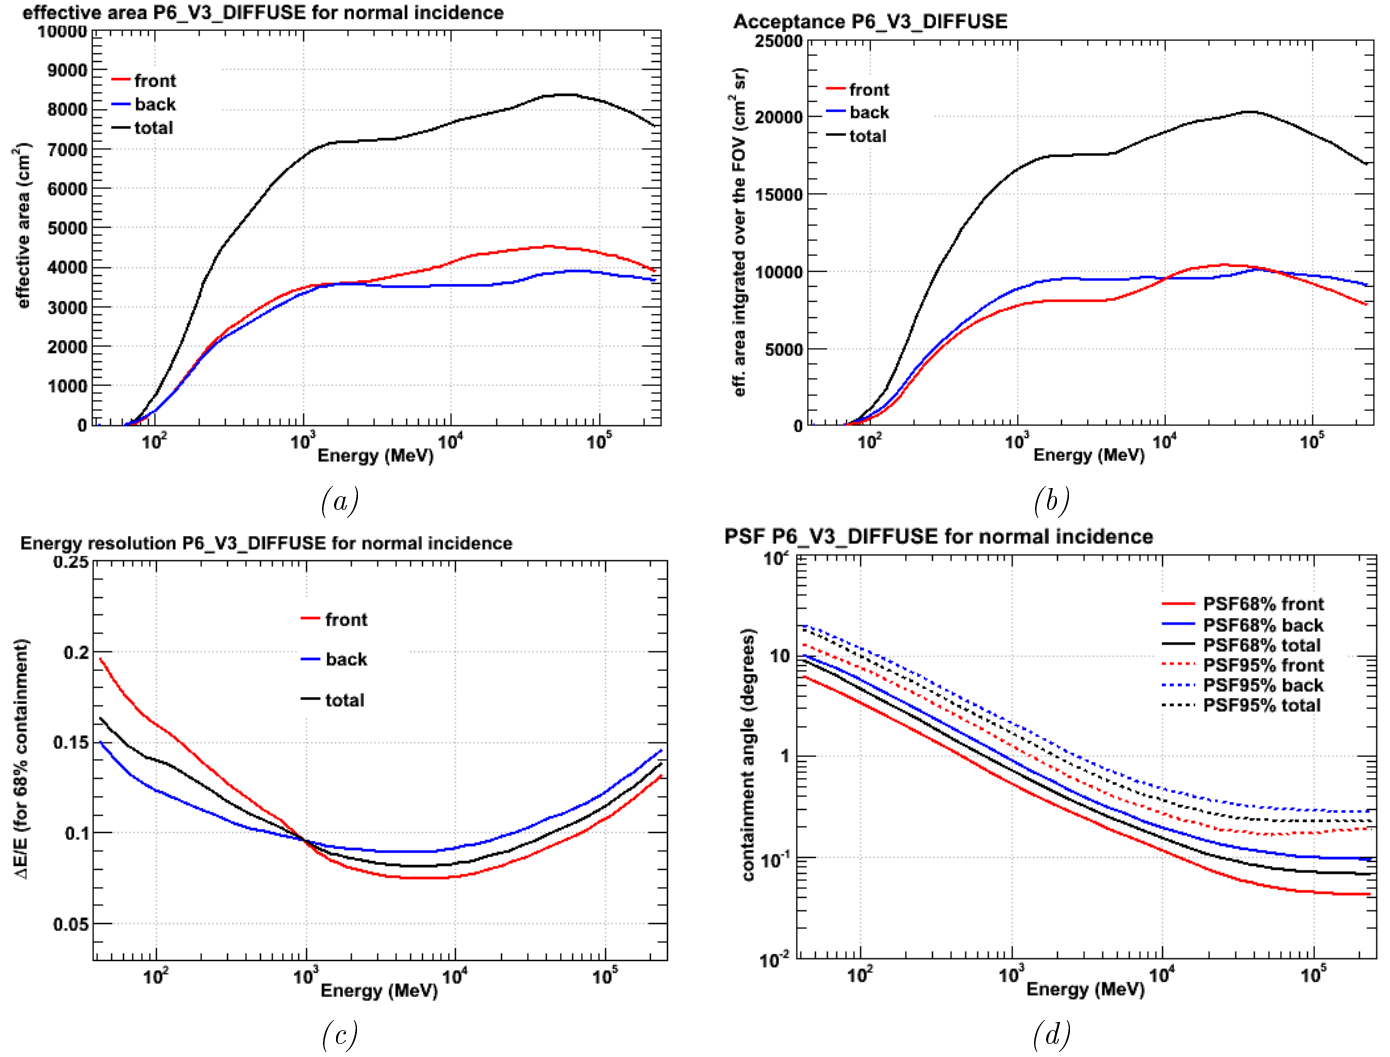 effective area P6_V3_DIFFUSE for normal incidence
effective area (cm²)
10000
9000
8000
7000
6000
5000
4000
3000
2000
1000
0
front
back
total
10² 10³ 10⁴ 10⁵
Energy (MeV)
(a)
Acceptance P6_V3_DIFFUSE
eff. area intgrated over the FOV (cm² sr)
25000
20000
15000
10000
5000
0
front
back
total
10² 10³ 10⁴ 10⁵
Energy (MeV)
(b)
Energy resolution P6_V3_DIFFUSE for normal incidence
ΔE/E (for 68% containment)
0.25
0.2
0.15
0.1
0.05
front
back
total
10² 10³ 10⁴ 10⁵
Energy (MeV)
(c)
PSF P6_V3_DIFFUSE for normal incidence
containment angle (degrees)
10²
10
1
10⁻¹
10⁻²
PSF68% front
PSF68% back
PSF68% total
PSF95% front
PSF95% back
PSF95% total
10² 10³ 10⁴ 10⁵
Energy (MeV)
(d)